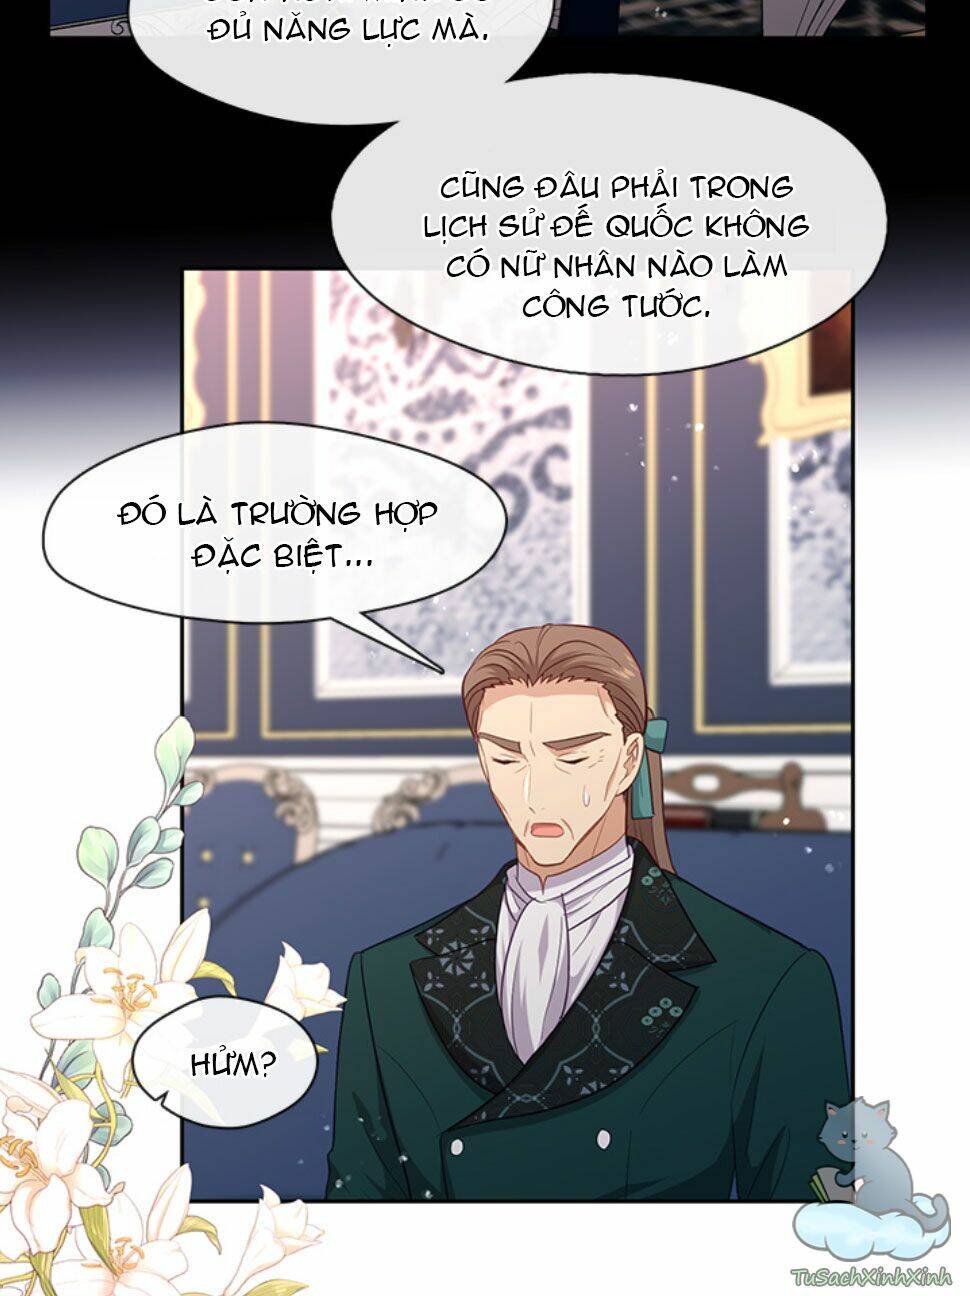 ĐỦ NĂNG LỰC MÀ.
CŨNG ĐÂU PHẢI TRONG
LỊCH SỬ ĐẾ QUỐC KHÔNG
CÓ NỮ NHÂN NÀO LÀM
CÔNG TƯỚC.
ĐÓ LÀ TRƯỜNG HỢP
ĐẶC BIỆT...
HỬM?
TuSachXinhXinh